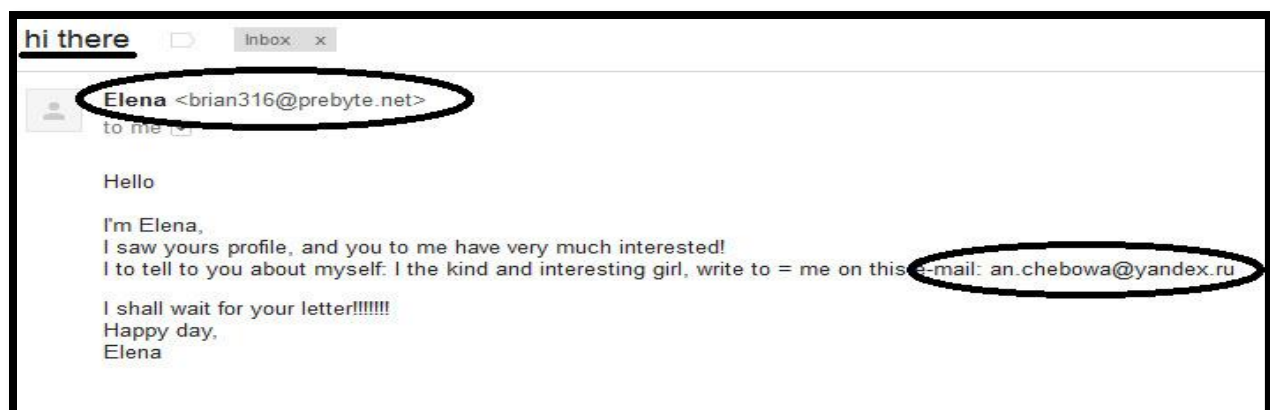 hi there Inbox x
Elena <brian316@prebyte.net>
to me
Hello
I'm Elena,
I saw yours profile, and you to me have very much interested!
I to tell to you about myself: I the kind and interesting girl, write to = me on this e-mail: an.chebowa@yandex.ru
I shall wait for your letter!!!!!!!
Happy day,
Elena